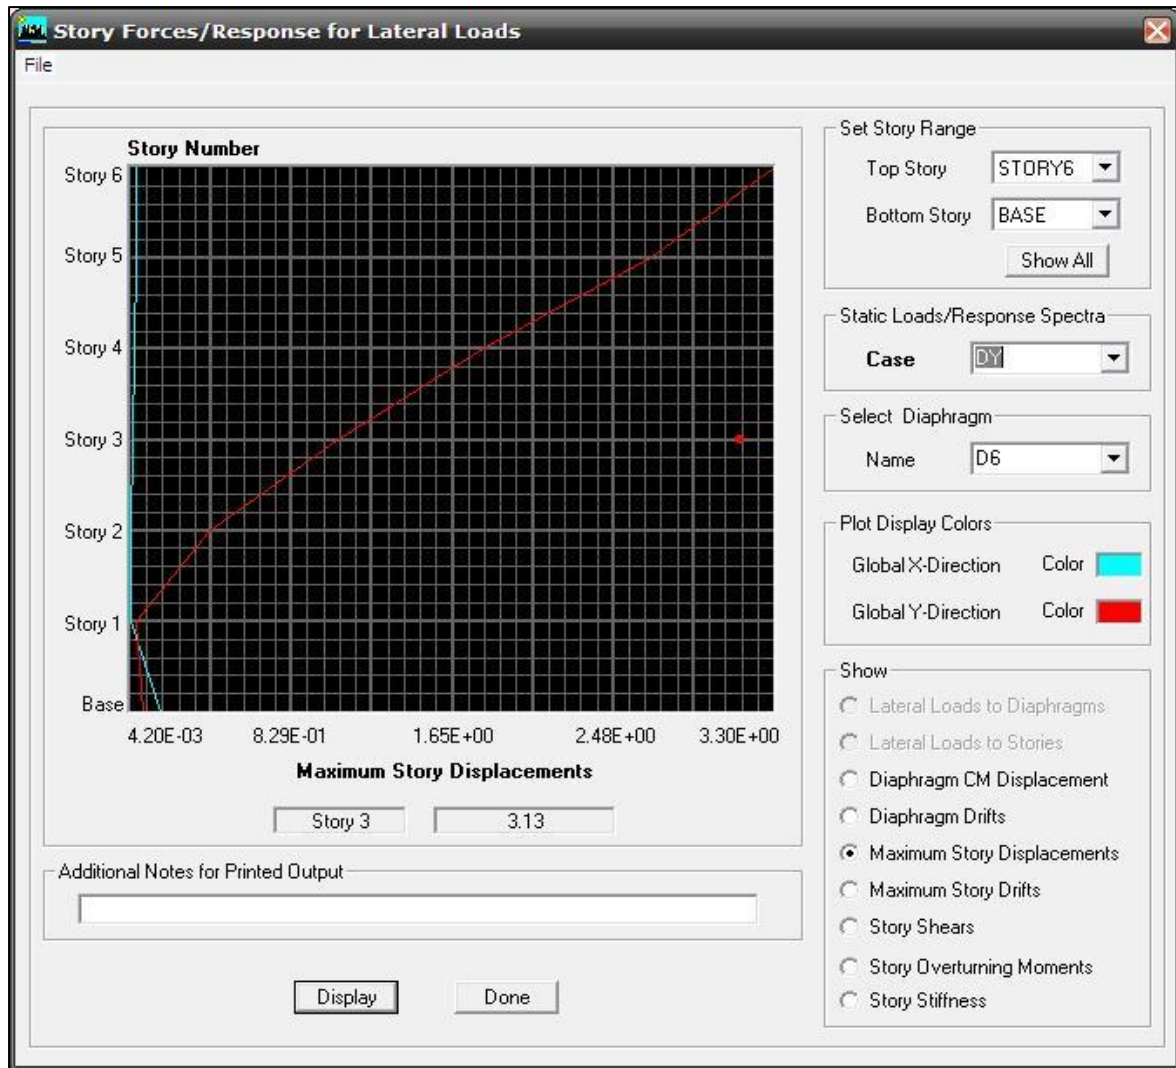 Story Forces/Response for Lateral Loads
File
Story Number
Story 6
Story 5
Story 4
Story 3
Story 2
Story 1
Base
4.20E-03 8.29E-01 1.65E+00 2.48E+00 3.30E+00
Maximum Story Displacements
Story 3 3.13
Additional Notes for Printed Output
Display Done
Set Story Range
Top Story STORY6
Bottom Story BASE
Show All
Static Loads/Response Spectra
Case DY
Select Diaphragm
Name D6
Plot Display Colors
Global X-Direction Color
Global Y-Direction Color
Show
Lateral Loads to Diaphragms
Lateral Loads to Stories
Diaphragm CM Displacement
Diaphragm Drifts
Maximum Story Displacements
Maximum Story Drifts
Story Shears
Story Overturning Moments
Story Stiffness